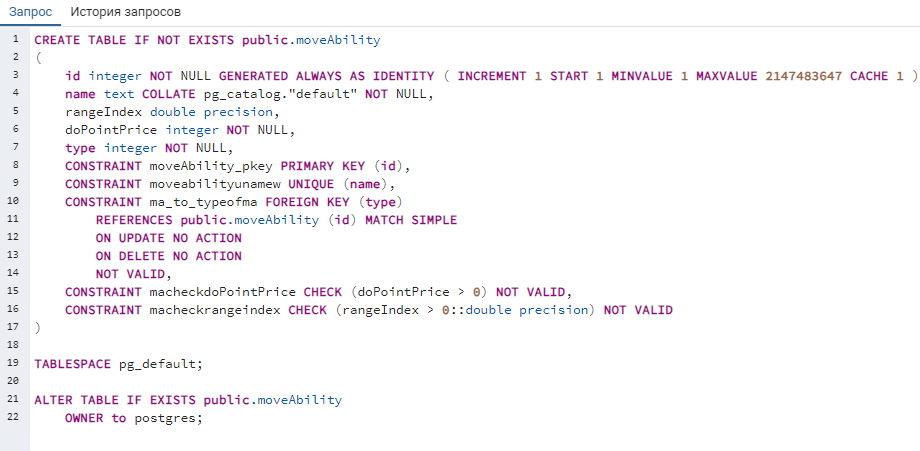 Запрос История запросов
1 CREATE TABLE IF NOT EXISTS public.moveAbility
2 (
3 id integer NOT NULL GENERATED ALWAYS AS IDENTITY ( INCREMENT 1 START 1 MINVALUE 1 MAXVALUE 2147483647 CACHE 1 )
4 name text COLLATE pg_catalog."default" NOT NULL,
5 rangeIndex double precision,
6 doPointPrice integer NOT NULL,
7 type integer NOT NULL,
8 CONSTRAINT moveAbility_pkey PRIMARY KEY (id),
9 CONSTRAINT moveabilityunamew UNIQUE (name),
10 CONSTRAINT ma_to_typeofma FOREIGN KEY (type)
11 REFERENCES public.moveAbility (id) MATCH SIMPLE
12 ON UPDATE NO ACTION
13 ON DELETE NO ACTION
14 NOT VALID,
15 CONSTRAINT macheckdoPointPrice CHECK (doPointPrice > 0) NOT VALID,
16 CONSTRAINT macheckrangeindex CHECK (rangeIndex > 0::double precision) NOT VALID
17 )
18
19 TABLESPACE pg_default;
20
21 ALTER TABLE IF EXISTS public.moveAbility
22 OWNER to postgres;